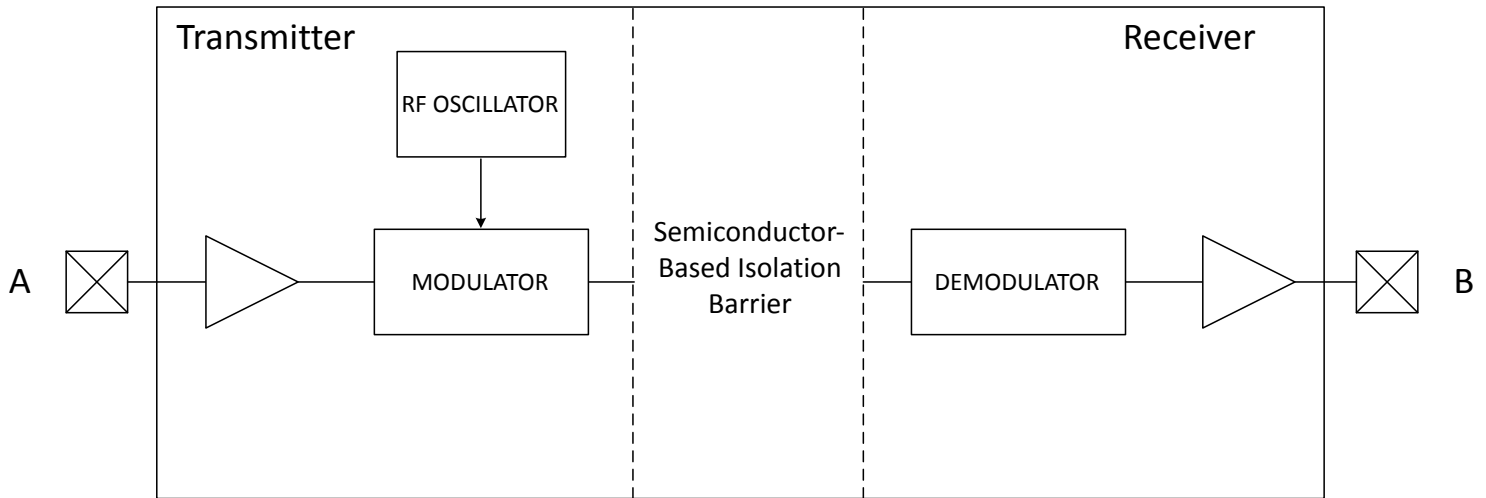 Transmitter
Receiver
RF OSCILLATOR
A
MODULATOR
Semiconductor-
Based Isolation
Barrier
DEMODULATOR
B